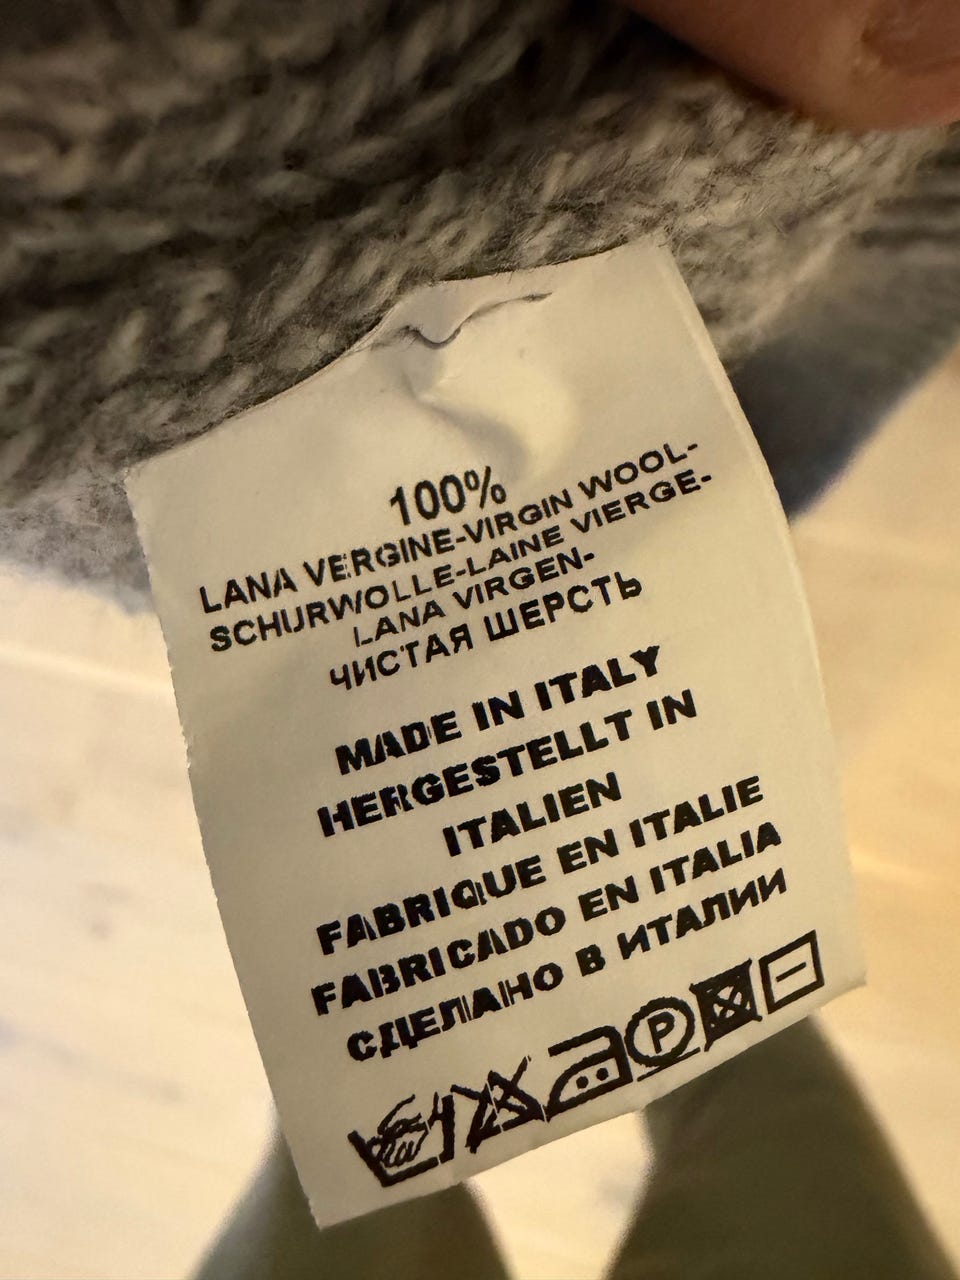 100%
LANA VERGINE-VIRGIN WOOL-
SCHURWOLLE-LAINE VIERGE-
LANA VIRGEN-
ЧИСТАЯ ШЕРСТЬ
MADE IN ITALY
HERGESTELLT IN
ITALIEN
FABRIQUE EN ITALIE
FABRICADO EN ITALIA
СДЕЛАНО В ИТАЛИИ
P